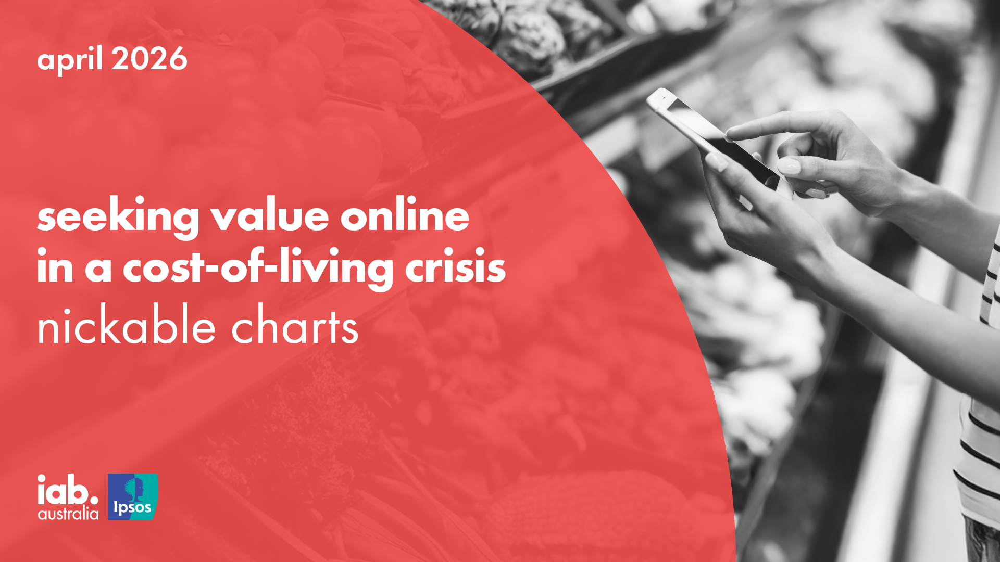 april 2026
seeking value online
in a cost-of-living crisis
nickable charts
iab.
australia
Ipsos